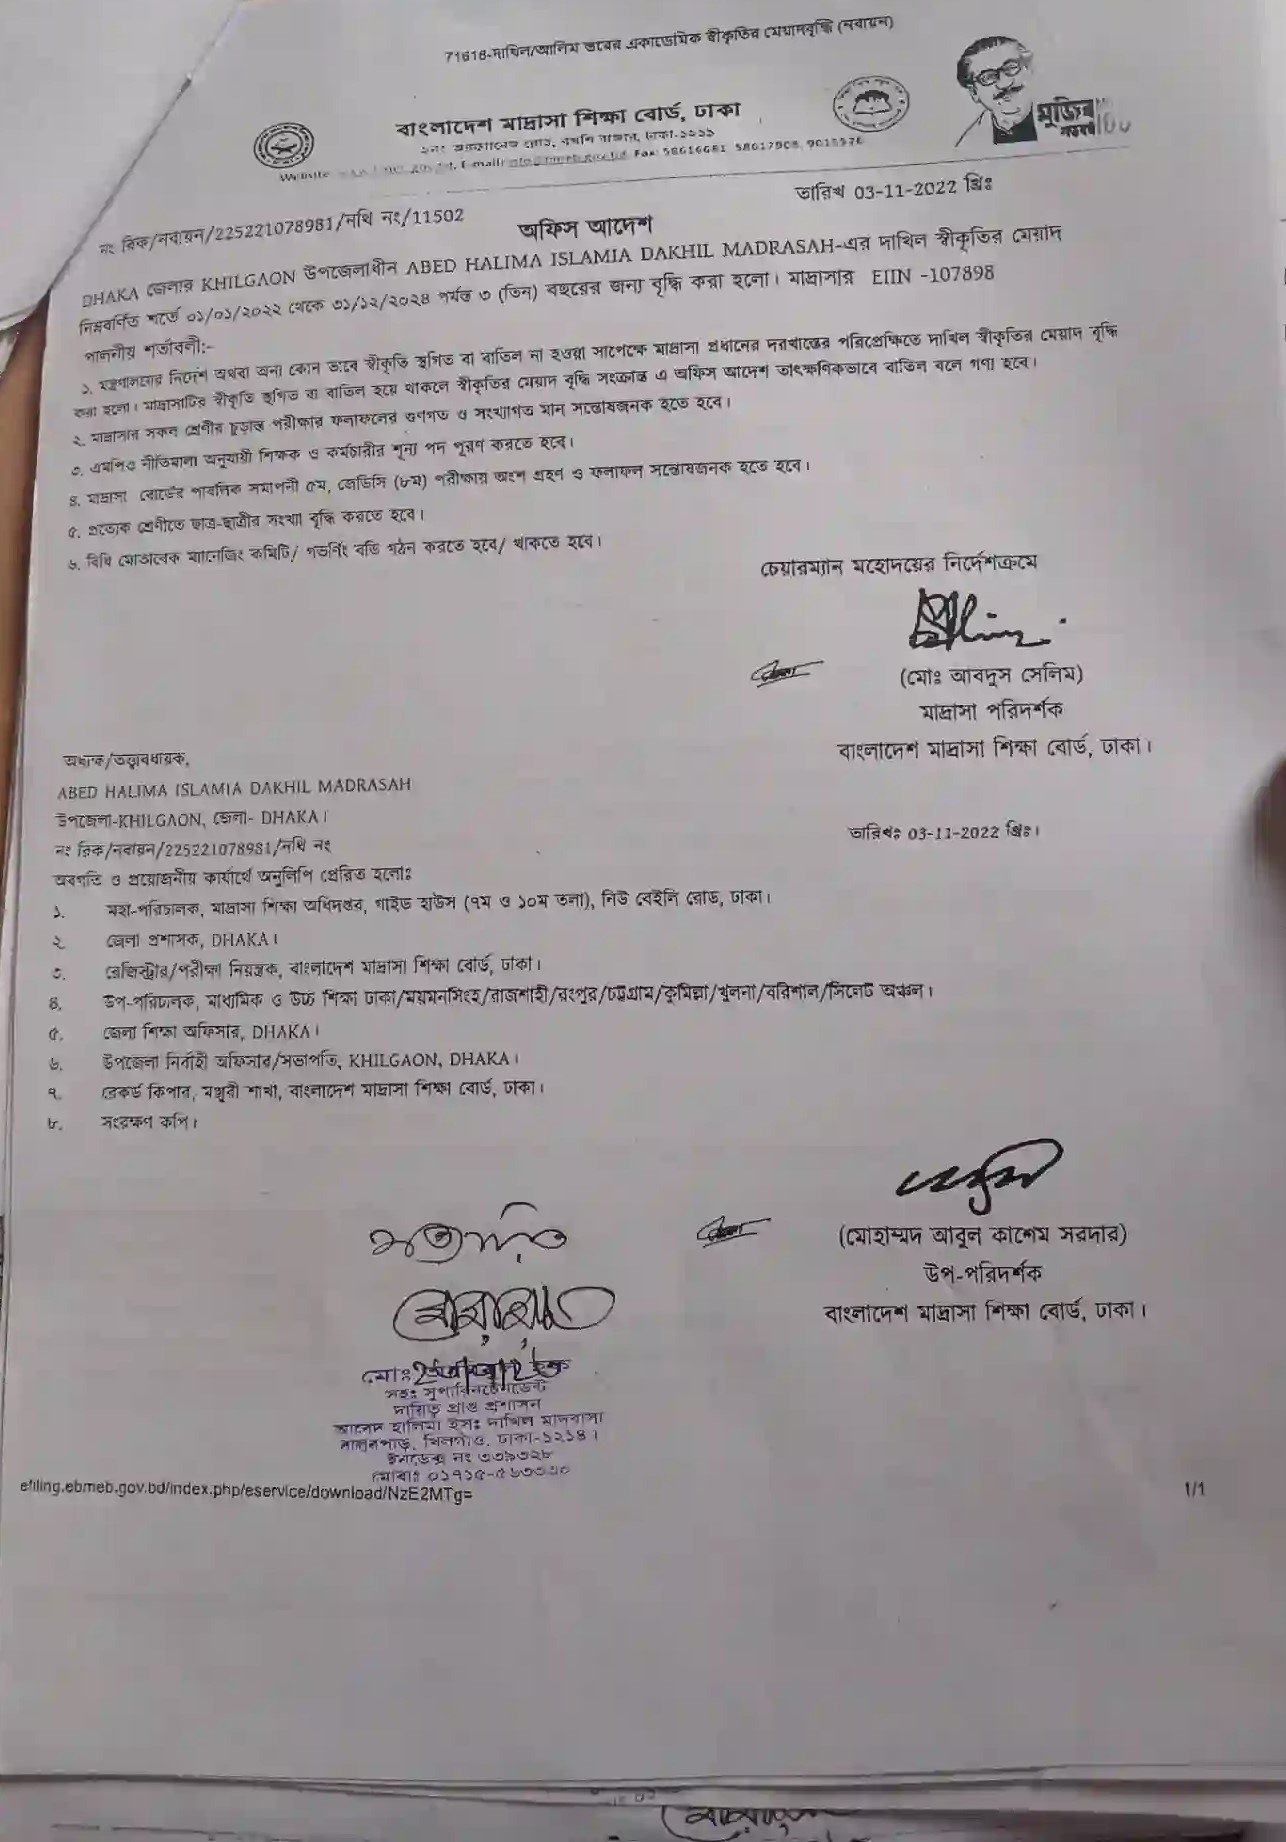 71618-দাখিল/আলিম স্তরের একাডেমিক স্বীকৃতির মেয়াদবৃদ্ধি (নবায়ন)
বাংলাদেশ মাদ্রাসা শিক্ষা বোর্ড, ঢাকা
২নং অরফানেজ রোড, বখশি বাজার, ঢাকা-১২১১
Website E-mail: Fax: 58616681 58617908, 9615576
মুজিব
শতবর্ষ 100
নং রিক/নবায়ন/225221078981/নথি নং/11502
তারিখ 03-11-2022 খ্রিঃ
অফিস আদেশ
DHAKA জেলার KHILGAON উপজেলাধীন ABED HALIMA ISLAMIA DAKHIL MADRASAH-এর দাখিল স্বীকৃতির মেয়াদ
নিম্নবর্ণিত শর্তে ০১/০১/২০২২ থেকে ৩১/১২/২০২৪ পর্যন্ত ৩ (তিন) বছরের জন্য বৃদ্ধি করা হলো। মাদ্রাসার EIIN -107898
পালনীয় শর্তাবলী:-
১. মন্ত্রণালয়ের নির্দেশ অথবা অন্য কোন ভাবে স্বীকৃতি স্থগিত বা বাতিল না হওয়া সাপেক্ষে মাদ্রাসা প্রধানের দরখাস্তের পরিপ্রেক্ষিতে দাখিল স্বীকৃতির মেয়াদ বৃদ্ধি
করা হলো। মাদ্রাসাটির স্বীকৃতি স্থগিত বা বাতিল হয়ে থাকলে স্বীকৃতির মেয়াদ বৃদ্ধি সংক্রান্ত এ অফিস আদেশ তাৎক্ষণিকভাবে বাতিল বলে গণ্য হবে।
২. মাদ্রাসার সকল শ্রেণীর চুড়ান্ত পরীক্ষার ফলাফলের গুণগত ও সংখ্যাগত মান সন্তোষজনক হতে হবে।
৩. এমপিও নীতিমালা অনুযায়ী শিক্ষক ও কর্মচারীর শূন্য পদ পূরণ করতে হবে।
৪. মাদ্রাসা বোর্ডের পাবলিক সমাপনী ৫ম, জেডিসি (৮ম) পরীক্ষায় অংশ গ্রহণ ও ফলাফল সন্তোষজনক হতে হবে।
৫. প্রত্যেক শ্রেণীতে ছাত্র-ছাত্রীর সংখ্যা বৃদ্ধি করতে হবে।
৬. বিধি মোতাবেক ম্যানেজিং কমিটি/ গভর্ণিং বডি গঠন করতে হবে/ থাকতে হবে।
চেয়ারম্যান মহোদয়ের নির্দেশক্রমে
(মোঃ আবদুস সেলিম)
মাদ্রাসা পরিদর্শক
বাংলাদেশ মাদ্রাসা শিক্ষা বোর্ড, ঢাকা।
অধ্যক্ষ/তত্ত্বাবধায়ক,
ABED HALIMA ISLAMIA DAKHIL MADRASAH
উপজেলা-KHILGAON, জেলা- DHAKA।
নং রিক/নবায়ন/225221078981/নথি নং
তারিখঃ 03-11-2022 খ্রিঃ।
অবগতি ও প্রয়োজনীয় কার্যার্থে অনুলিপি প্রেরিত হলোঃ
১. মহা-পরিচালক, মাদ্রাসা শিক্ষা অধিদপ্তর, গাইড হাউস (৭ম ও ১০ম তলা), নিউ বেইলি রোড, ঢাকা।
২ জেলা প্রশাসক, DHAKA।
৩. রেজিস্ট্রার/পরীক্ষা নিয়ন্ত্রক, বাংলাদেশ মাদ্রাসা শিক্ষা বোর্ড, ঢাকা।
৪. উপ-পরিচালক, মাধ্যমিক ও উচ্চ শিক্ষা ঢাকা/ময়মনসিংহ/রাজশাহী/রংপুর/চট্টগ্রাম/কুমিল্লা/খুলনা/বরিশাল/সিলেট অঞ্চল।
৫. জেলা শিক্ষা অফিসার, DHAKA।
৬. উপজেলা নির্বাহী অফিসার/সভাপতি, KHILGAON, DHAKA।
৭. রেকর্ড কিপার, মঞ্জুরী শাখা, বাংলাদেশ মাদ্রাসা শিক্ষা বোর্ড, ঢাকা।
৮. সংরক্ষণ কপি।
(মোহাম্মদ আবুল কাশেম সরদার)
উপ-পরিদর্শক
বাংলাদেশ মাদ্রাসা শিক্ষা বোর্ড, ঢাকা।
সত্যায়িত
মোঃ
সহঃ সুপারিনটেনডেন্ট
দায়িত্ব প্রাপ্ত প্রশাসন
আবেদ হালিমা ইসঃ দাখিল মাদরাসা
খিলগাঁও, ঢাকা-১২১৪।
ইনডেক্স নং ৩৩৯৩২৮
মোবাঃ
efiling.ebmeb.gov.bd/index.php/eservice/download/NzE2MTg=
1/1